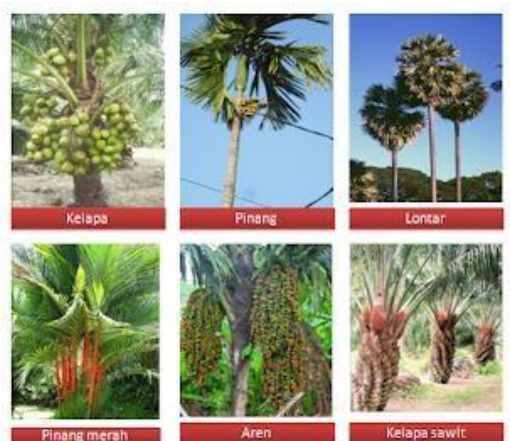 Kelapa
Pinang
Lontar
Pinang merah
Aren
Kelapa sawit